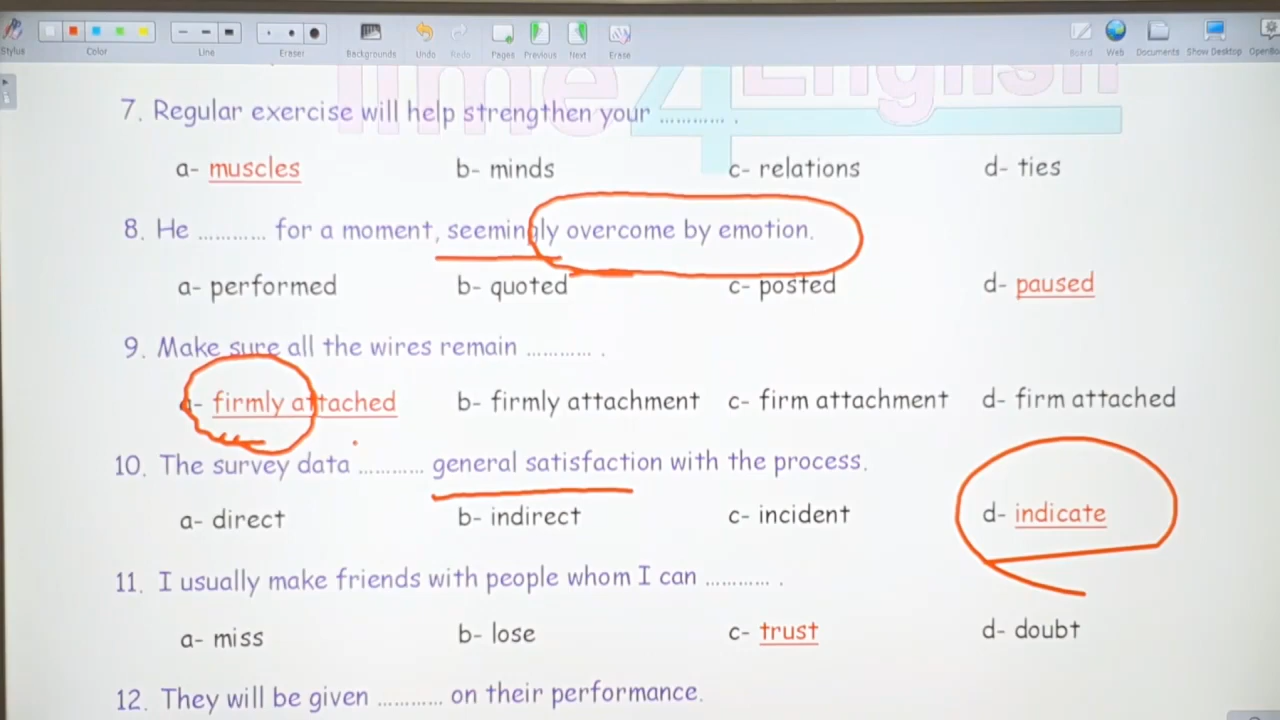 Stylus
Color
Line
Eraser
Backgrounds
Undo
Redo
Pages
Previous
Next
Erase
Board
Web
Documents
Show Desktop
Time 4 English
7. Regular exercise will help strengthen your ............ .
a- muscles b- minds c- relations d- ties
8. He ............ for a moment, seemingly overcome by emotion.
a- performed b- quoted c- posted d- paused
9. Make sure all the wires remain ............ .
a- firmly attached b- firmly attachment c- firm attachment d- firm attached
10. The survey data ............ general satisfaction with the process.
a- direct b- indirect c- incident d- indicate
11. I usually make friends with people whom I can ............ .
a- miss b- lose c- trust d- doubt
12. They will be given ............ on their performance.